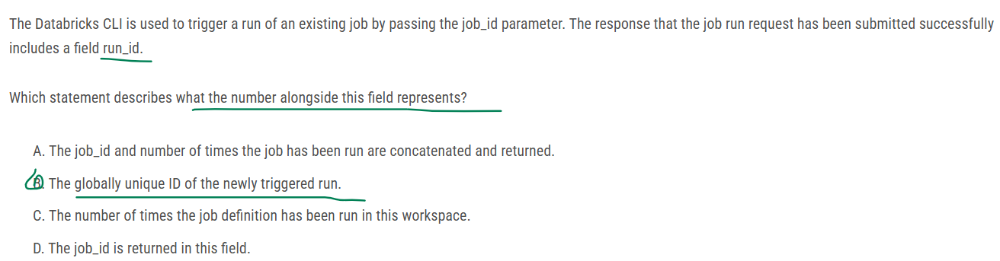 The Databricks CLI is used to trigger a run of an existing job by passing the job_id parameter. The response that the job run request has been submitted successfully
includes a field run_id.
Which statement describes what the number alongside this field represents?
A. The job_id and number of times the job has been run are concatenated and returned.
B. The globally unique ID of the newly triggered run.
C. The number of times the job definition has been run in this workspace.
D. The job_id is returned in this field.